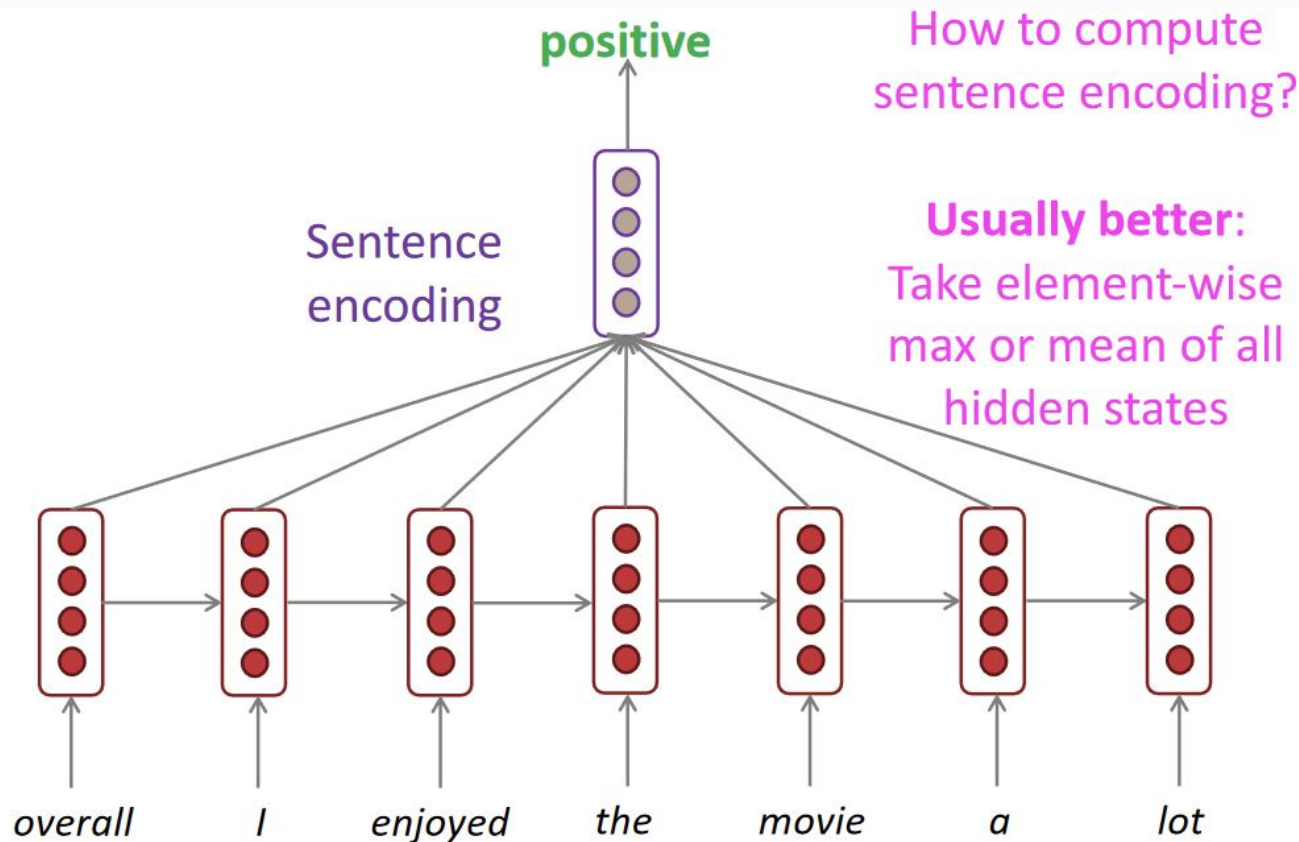 positive
How to compute
sentence encoding?
Sentence
encoding
Usually better:
Take element-wise
max or mean of all
hidden states
overall I enjoyed the movie a lot